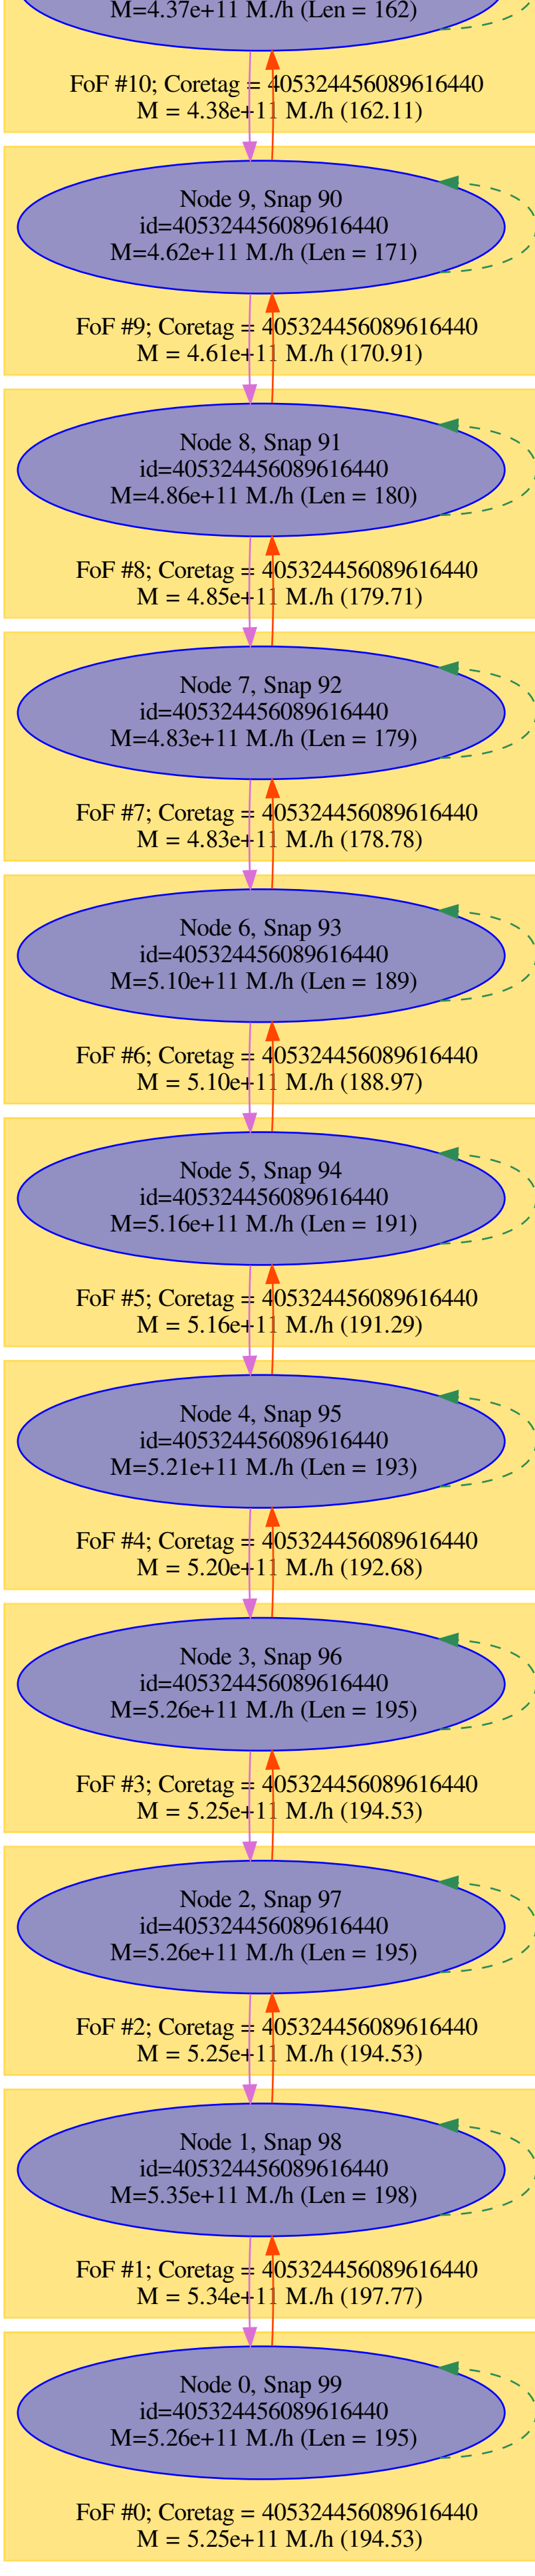 M=4.37e+11 M./h (Len = 162)
FoF #10; Coretag = 405324456089616440
M = 4.38e+11 M./h (162.11)
Node 9, Snap 90
id=405324456089616440
M=4.62e+11 M./h (Len = 171)
FoF #9; Coretag = 405324456089616440
M = 4.61e+11 M./h (170.91)
Node 8, Snap 91
id=405324456089616440
M=4.86e+11 M./h (Len = 180)
FoF #8; Coretag = 405324456089616440
M = 4.85e+11 M./h (179.71)
Node 7, Snap 92
id=405324456089616440
M=4.83e+11 M./h (Len = 179)
FoF #7; Coretag = 405324456089616440
M = 4.83e+11 M./h (178.78)
Node 6, Snap 93
id=405324456089616440
M=5.10e+11 M./h (Len = 189)
FoF #6; Coretag = 405324456089616440
M = 5.10e+11 M./h (188.97)
Node 5, Snap 94
id=405324456089616440
M=5.16e+11 M./h (Len = 191)
FoF #5; Coretag = 405324456089616440
M = 5.16e+11 M./h (191.29)
Node 4, Snap 95
id=405324456089616440
M=5.21e+11 M./h (Len = 193)
FoF #4; Coretag = 405324456089616440
M = 5.20e+11 M./h (192.68)
Node 3, Snap 96
id=405324456089616440
M=5.26e+11 M./h (Len = 195)
FoF #3; Coretag = 405324456089616440
M = 5.25e+11 M./h (194.53)
Node 2, Snap 97
id=405324456089616440
M=5.26e+11 M./h (Len = 195)
FoF #2; Coretag = 405324456089616440
M = 5.25e+11 M./h (194.53)
Node 1, Snap 98
id=405324456089616440
M=5.35e+11 M./h (Len = 198)
FoF #1; Coretag = 405324456089616440
M = 5.34e+11 M./h (197.77)
Node 0, Snap 99
id=405324456089616440
M=5.26e+11 M./h (Len = 195)
FoF #0; Coretag = 405324456089616440
M = 5.25e+11 M./h (194.53)